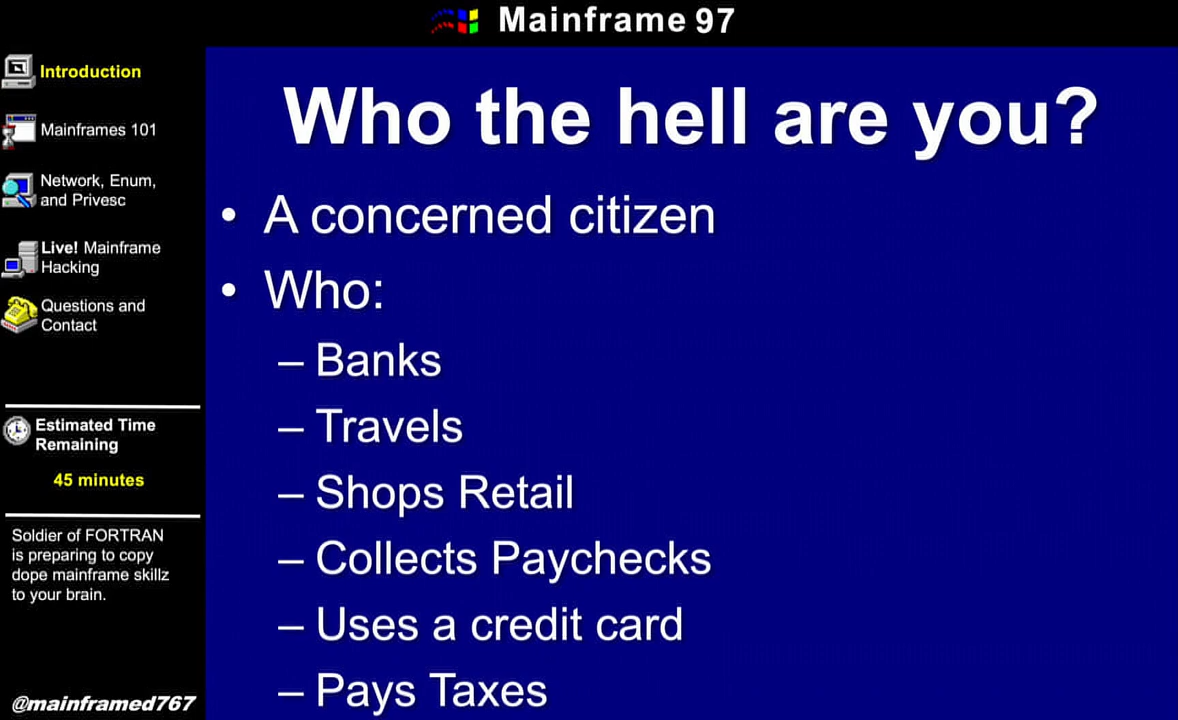 Mainframe 97
Introduction
Mainframes 101
Network, Enum,
and Privesc
Live! Mainframe
Hacking
Questions and
Contact
Estimated Time
Remaining
45 minutes
Soldier of FORTRAN
is preparing to copy
dope mainframe skillz
to your brain.
@mainframed767
Who the hell are you?
• A concerned citizen
• Who:
– Banks
– Travels
– Shops Retail
– Collects Paychecks
– Uses a credit card
– Pays Taxes